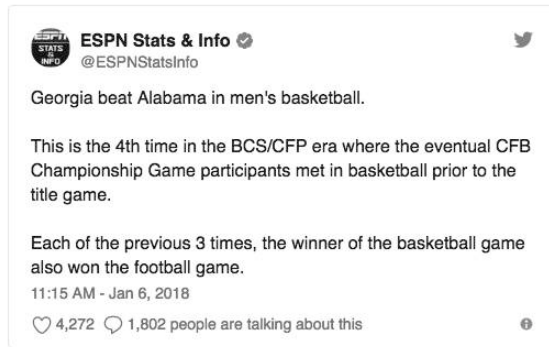 ESPN
STATS
&
INFO
ESPN Stats & Info
@ESPNStatsInfo
Georgia beat Alabama in men's basketball.
This is the 4th time in the BCS/CFP era where the eventual CFB
Championship Game participants met in basketball prior to the
title game.
Each of the previous 3 times, the winner of the basketball game
also won the football game.
11:15 AM - Jan 6, 2018
4,272 1,802 people are talking about this